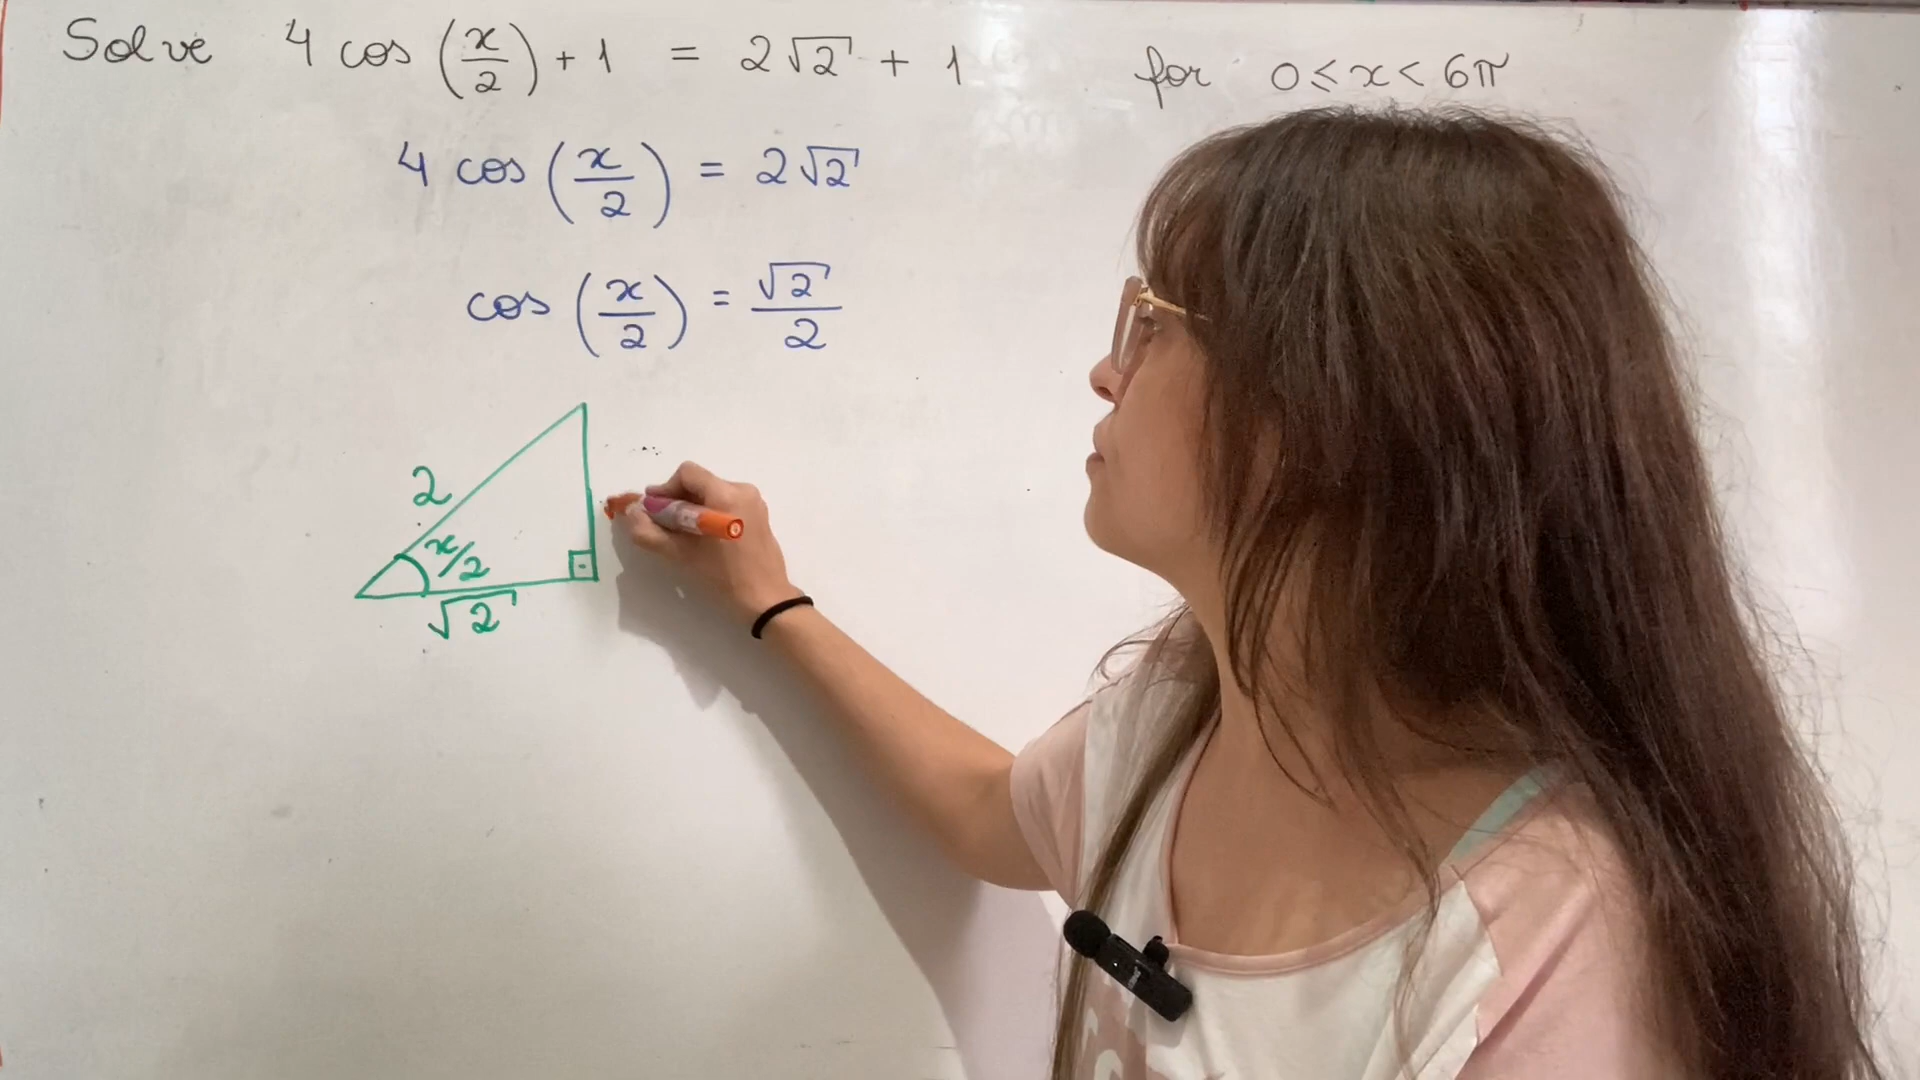 Solve 4 cos (x/2) + 1 = 2√2 + 1 for 0 ≤ x < 6π
4 cos (x/2) = 2√2
cos (x/2) = √2/2
2
x/2
√2